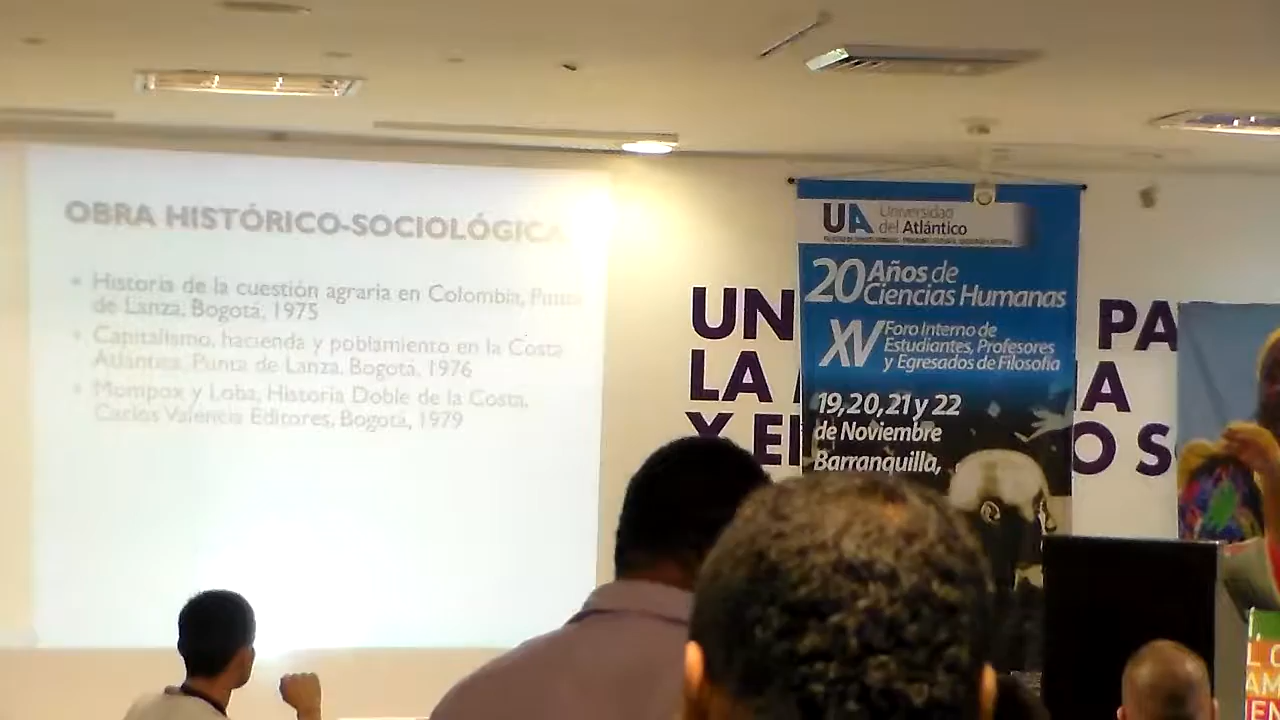 OBRA HISTÓRICO-SOCIOLÓGICA
• Historia de la cuestión agraria en Colombia, Punta
de Lanza, Bogotá, 1975
• Capitalismo, hacienda y poblamiento en la Costa
Atlántica, Punta de Lanza, Bogotá, 1976
• Mompox y Loba, Historia Doble de la Costa,
Carlos Valencia Editores, Bogotá, 1979
UA Universidad
del Atlántico
20 Años de
Ciencias Humanas
XV Foro Interno de
Estudiantes, Profesores
y Egresados de Filosofía
19,20,21 y 22
de Noviembre
Barranquilla,
UN PA
LA A
Y E O S